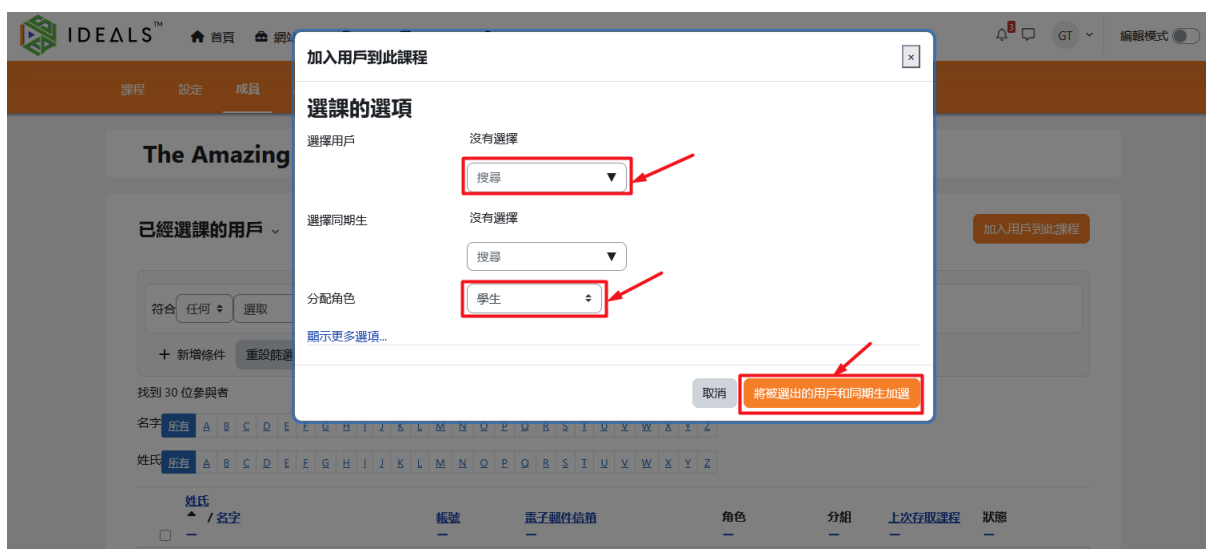 IDEALS™
首頁
3
GT
編輯模式
課程 設定 成員
The Amazing
已經選課的用戶
加入用戶到此課程
符合 任何 選取
+ 新增條件
找到 30 位參與者
加入用戶到此課程
×
選課的選項
選擇用戶 沒有選擇
搜尋 ▼
選擇同期生 沒有選擇
搜尋 ▼
分配角色 學生
顯示更多選項...
取消 將被選出的用戶和同期生加選
名字 所有 A B C D E F G H I J K L M N O P Q R S T U V W X Y Z
姓氏 所有 A B C D E F G H I J K L M N O P Q R S T U V W X Y Z
姓氏
/ 名字 帳號 電子郵件信箱 角色 分組 上次存取課程 狀態